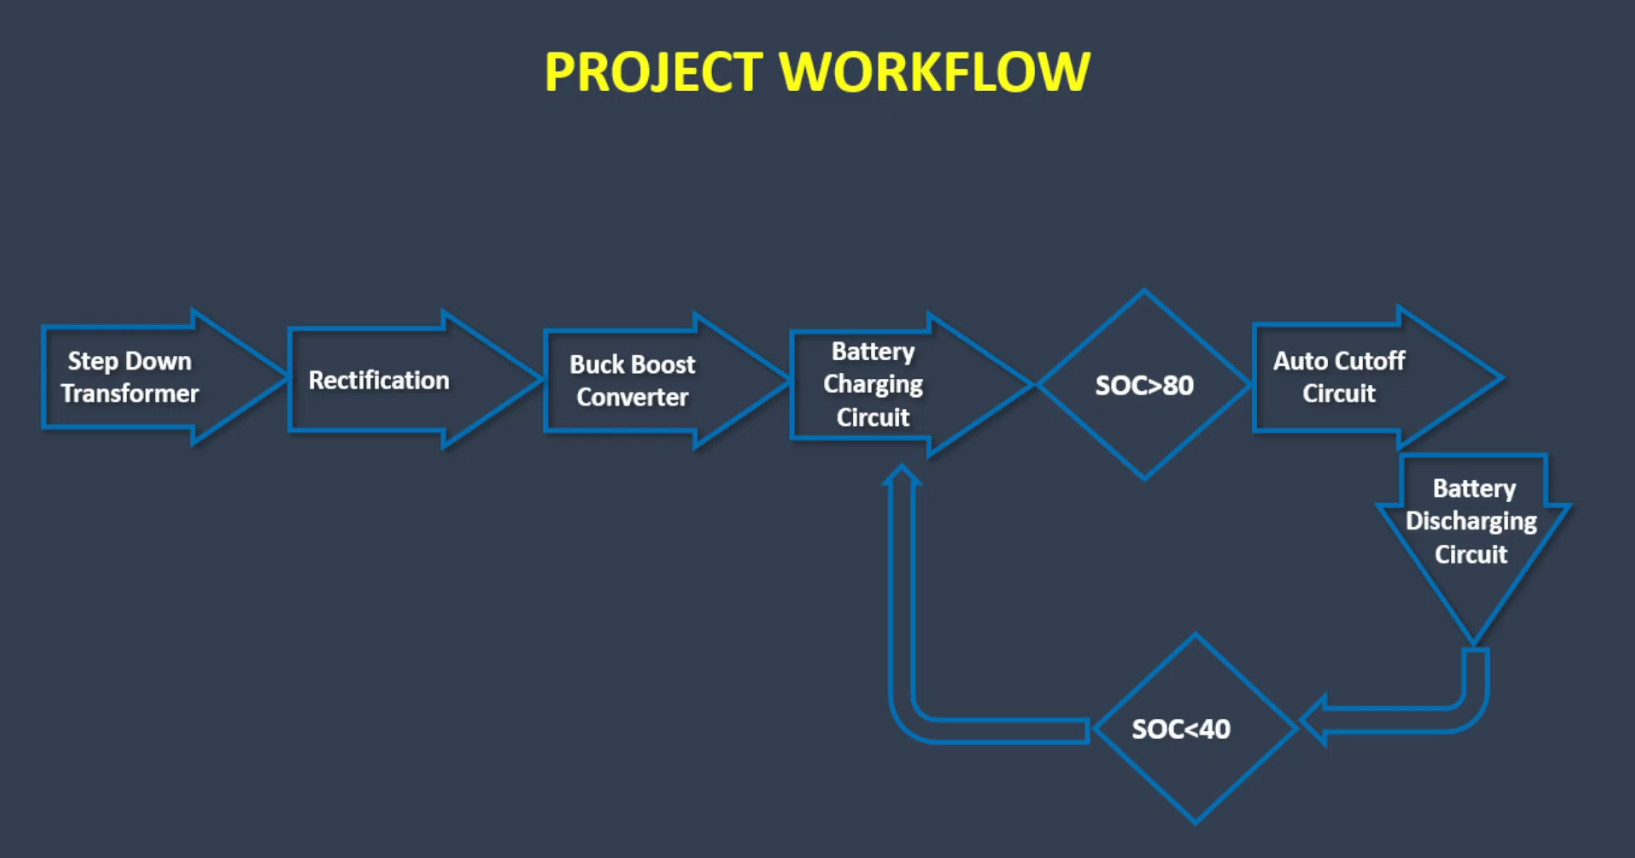 PROJECT WORKFLOW
Step Down
Transformer
Rectification
Buck Boost
Converter
Battery
Charging
Circuit
SOC>80
Auto Cutoff
Circuit
Battery
Discharging
Circuit
SOC<40